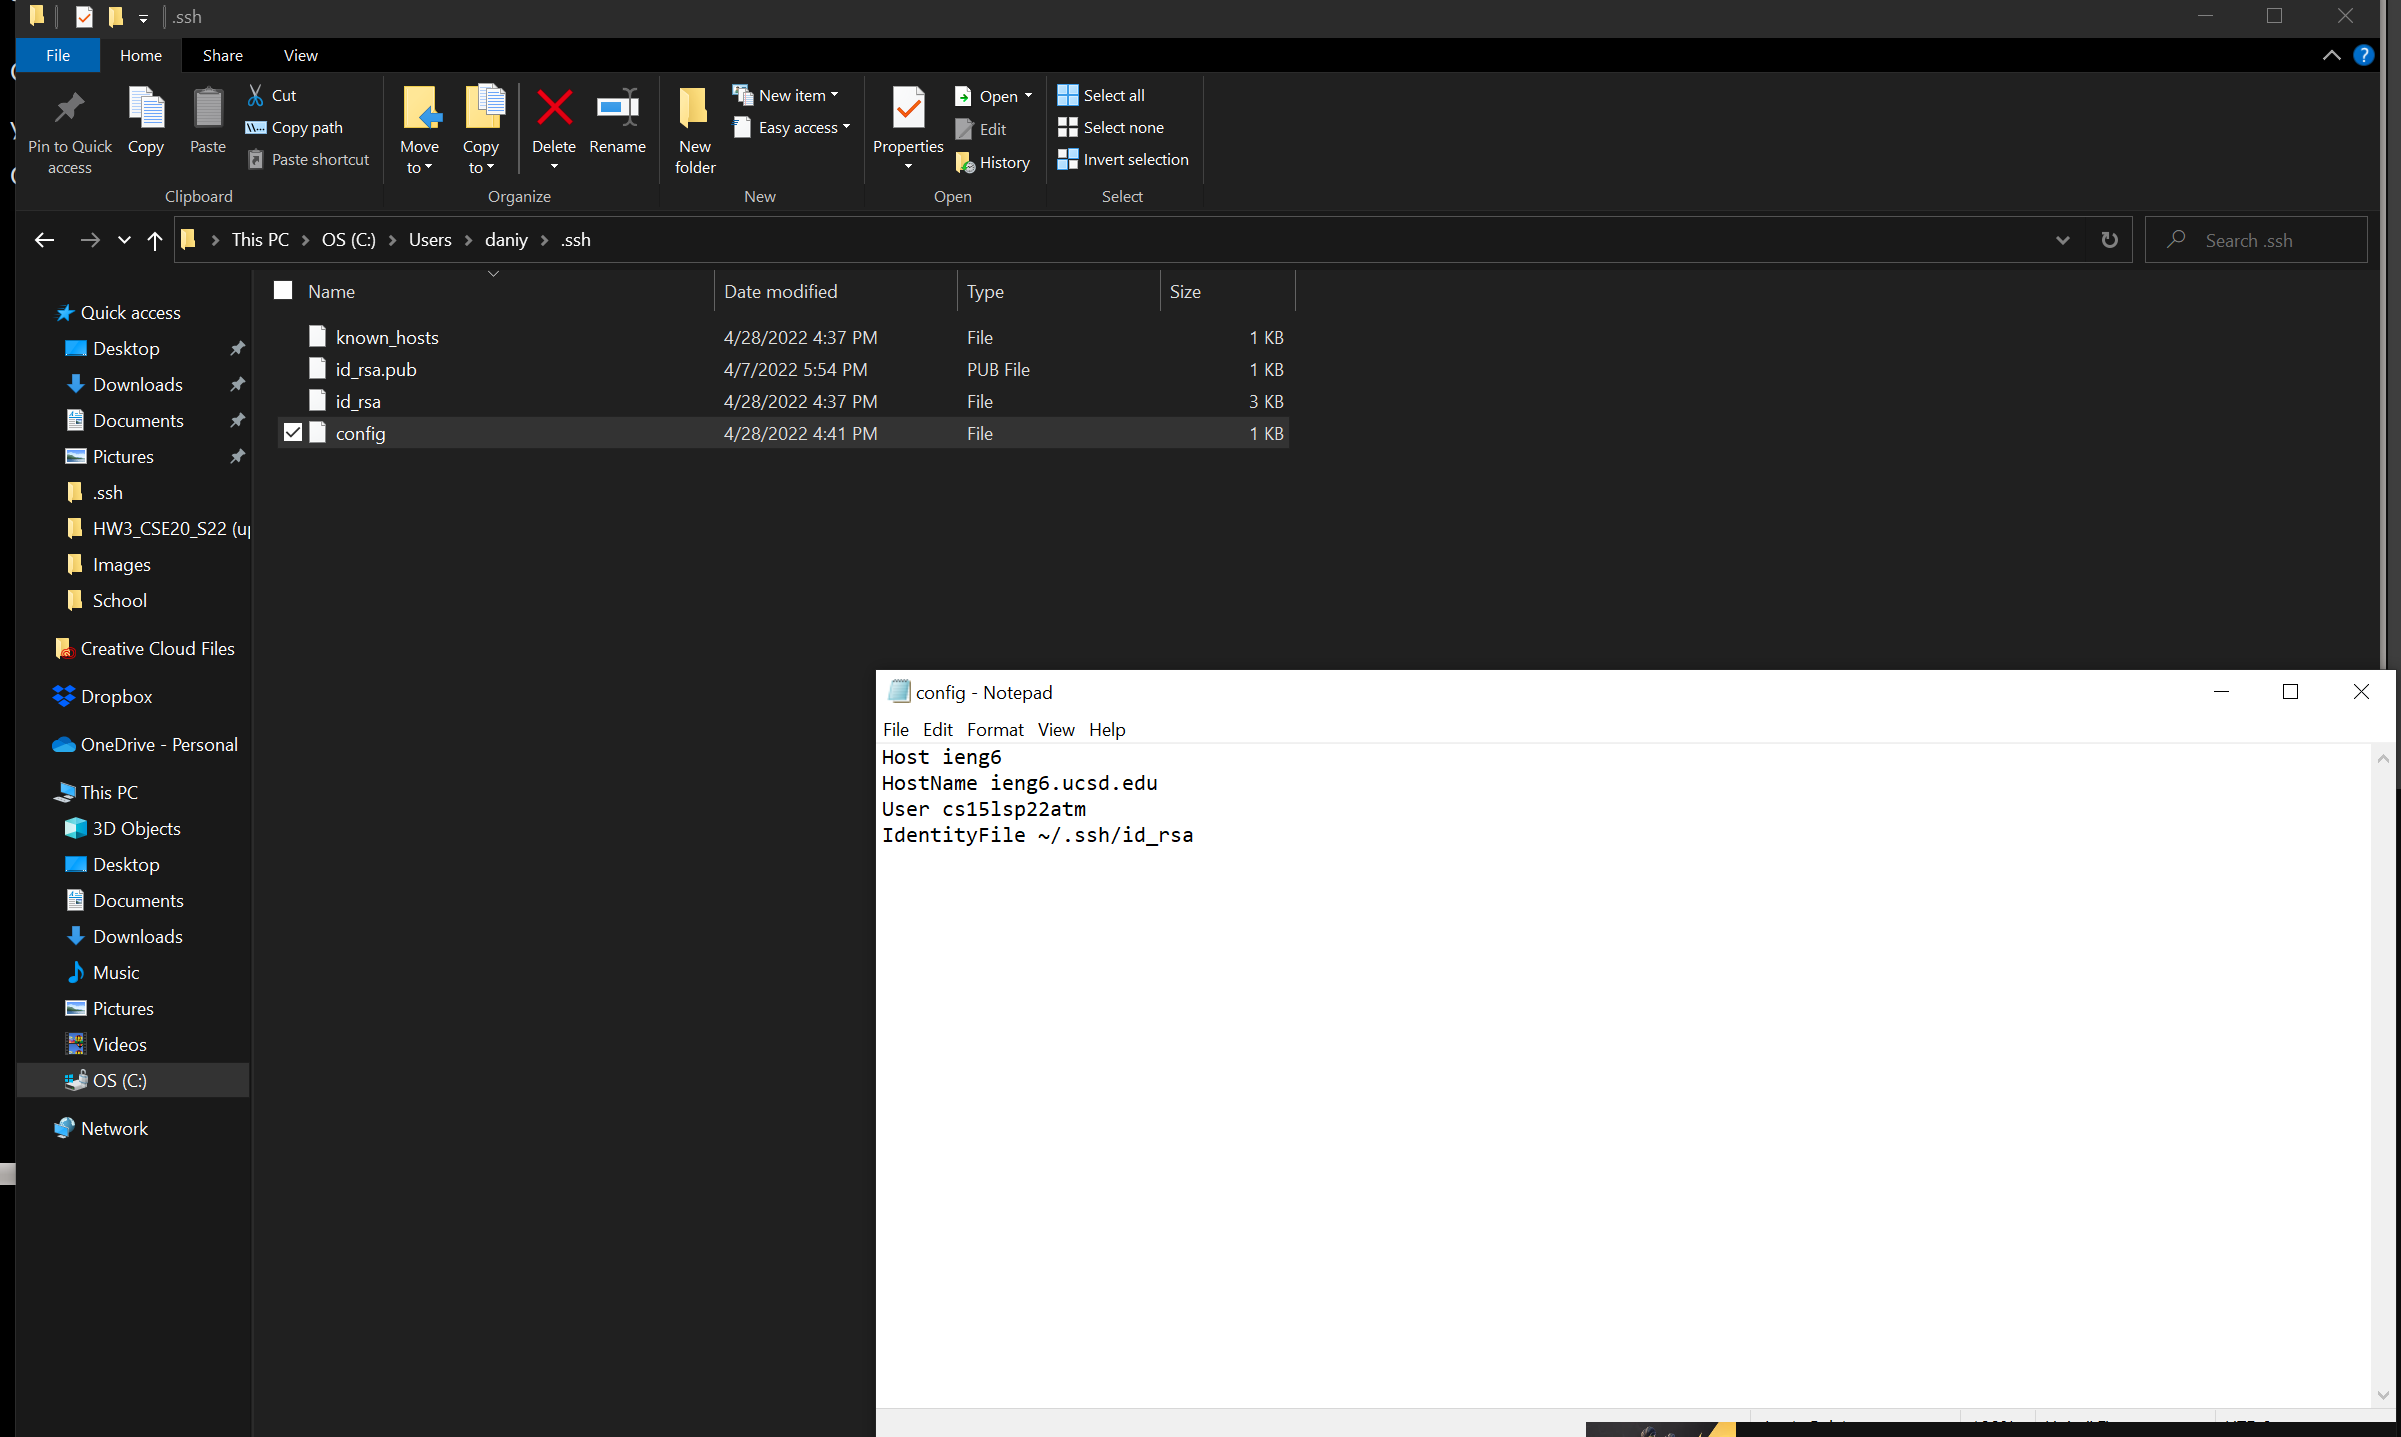 .ssh
File Home Share View
Pin to Quick access
Copy
Paste
Cut
Copy path
Paste shortcut
Clipboard
Move to
Copy to
Delete
Rename
Organize
New folder
New item
Easy access
New
Properties
Open
Edit
History
Open
Select all
Select none
Invert selection
Select
This PC > OS (C:) > Users > daniy > .ssh
Search .ssh
Name Date modified Type Size
known_hosts 4/28/2022 4:37 PM File 1 KB
id_rsa.pub 4/7/2022 5:54 PM PUB File 1 KB
id_rsa 4/28/2022 4:37 PM File 3 KB
config 4/28/2022 4:41 PM File 1 KB
Quick access
Desktop
Downloads
Documents
Pictures
.ssh
HW3_CSE20_S22 (up
Images
School
Creative Cloud Files
Dropbox
OneDrive - Personal
This PC
3D Objects
Desktop
Documents
Downloads
Music
Pictures
Videos
OS (C:)
Network
config - Notepad
File Edit Format View Help
Host ieng6
HostName ieng6.ucsd.edu
User cs15lsp22atm
IdentityFile ~/.ssh/id_rsa